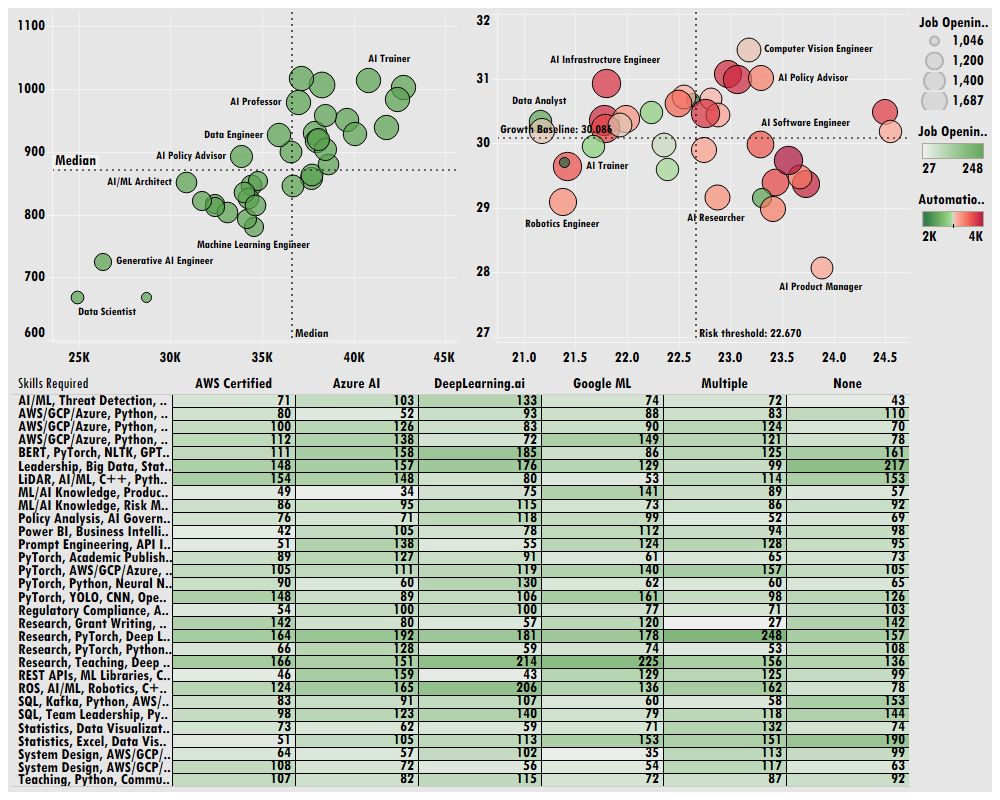 1100
1000
900
800
700
600
25K
30K
35K
40K
45K
Median
Median
AI Trainer
AI Professor
Data Engineer
AI Policy Advisor
AI/ML Architect
Machine Learning Engineer
Generative AI Engineer
Data Scientist
32
31
30
29
28
27
21.0
21.5
22.0
22.5
23.0
23.5
24.0
24.5
Computer Vision Engineer
AI Infrastructure Engineer
AI Policy Advisor
Data Analyst
AI Software Engineer
Growth Baseline: 30.086
AI Trainer
Robotics Engineer
AI Researcher
AI Product Manager
Risk threshold: 22.670
Job Openin..
1,046
1,200
1,400
1,687
Job Openin..
27 248
Automatio..
2K 4K
Skills Required AWS Certified Azure AI DeepLearning.ai Google ML Multiple None
AI/ML, Threat Detection, .. 71 103 133 74 72 43
AWS/GCP/Azure, Python, .. 80 52 93 88 83 110
AWS/GCP/Azure, Python, .. 100 126 83 90 124 70
AWS/GCP/Azure, Python, .. 112 138 72 149 121 78
BERT, PyTorch, NLTK, GPT.. 111 158 185 86 125 161
Leadership, Big Data, Stat.. 148 157 176 129 99 217
LiDAR, AI/ML, C++, Pyth.. 154 148 80 53 114 153
ML/AI Knowledge, Produc.. 49 34 75 141 89 57
ML/AI Knowledge, Risk M.. 86 95 115 73 86 92
Policy Analysis, AI Govern.. 76 71 118 99 52 69
Power BI, Business Intelli.. 42 105 78 112 94 98
Prompt Engineering, API I.. 51 138 55 124 128 95
PyTorch, Academic Publish.. 89 127 91 61 65 73
PyTorch, AWS/GCP/Azure, .. 105 111 119 140 157 105
PyTorch, Python, Neural N.. 90 60 130 62 60 65
PyTorch, YOLO, CNN, Ope.. 148 89 106 161 98 126
Regulatory Compliance, A.. 54 100 100 77 71 103
Research, Grant Writing, .. 142 80 57 120 27 142
Research, PyTorch, Deep L.. 164 192 181 178 248 157
Research, PyTorch, Python.. 66 128 59 74 53 108
Research, Teaching, Deep .. 166 151 214 225 156 136
REST APIs, ML Libraries, C.. 46 159 43 129 125 99
ROS, AI/ML, Robotics, C+.. 124 165 206 136 162 78
SQL, Kafka, Python, AWS/.. 83 91 107 60 58 153
SQL, Team Leadership, Py.. 98 123 140 79 118 144
Statistics, Data Visualizat.. 73 62 59 71 132 74
Statistics, Excel, Data Vis.. 51 105 113 153 151 190
System Design, AWS/GCP/.. 64 57 102 35 113 99
System Design, AWS/GCP/.. 108 72 56 54 117 63
Teaching, Python, Commu.. 107 82 115 72 87 92